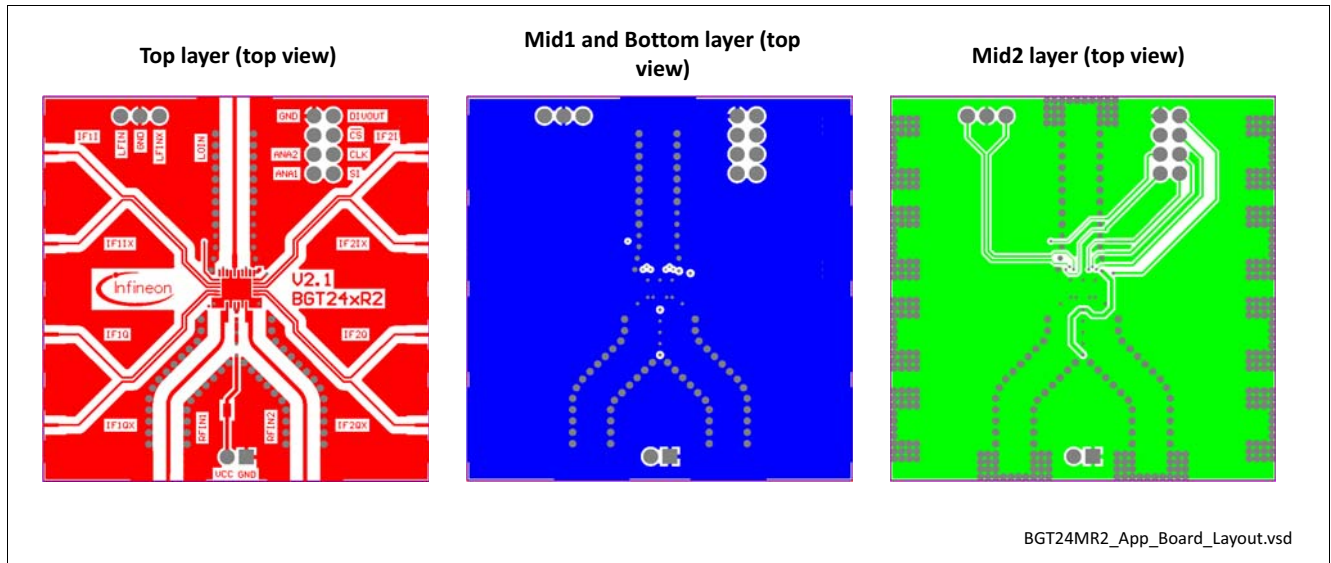 Top layer (top view)
Mid1 and Bottom layer (top
view)
Mid2 layer (top view)
IF1I
LFIN
GND
LFINX
LOIN
GND
DIVOUT
CS
IF2I
ANA2
CLK
ANA1
SI
IF1IX
IF2IX
Infineon
V2.1
BGT24xR2
IF1Q
IF2Q
IF1QX
RFIN1
RFIN2
IF2QX
VCC GND
BGT24MR2_App_Board_Layout.vsd